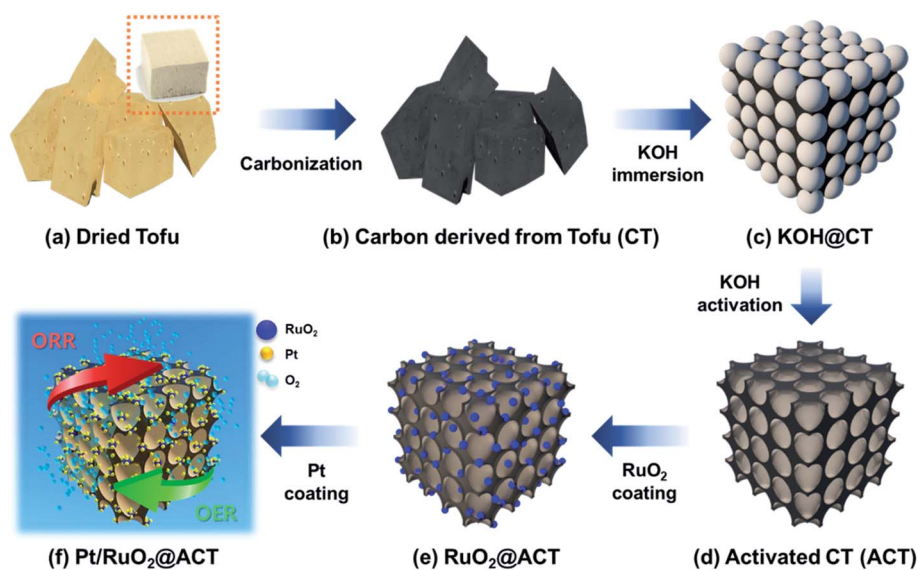 Carbonization
KOH
immersion
(a) Dried Tofu
(b) Carbon derived from Tofu (CT)
(c) KOH@CT
KOH
activation
ORR
RuO₂
Pt
O₂
OER
Pt
coating
RuO₂
coating
(f) Pt/RuO₂@ACT
(e) RuO₂@ACT
(d) Activated CT (ACT)